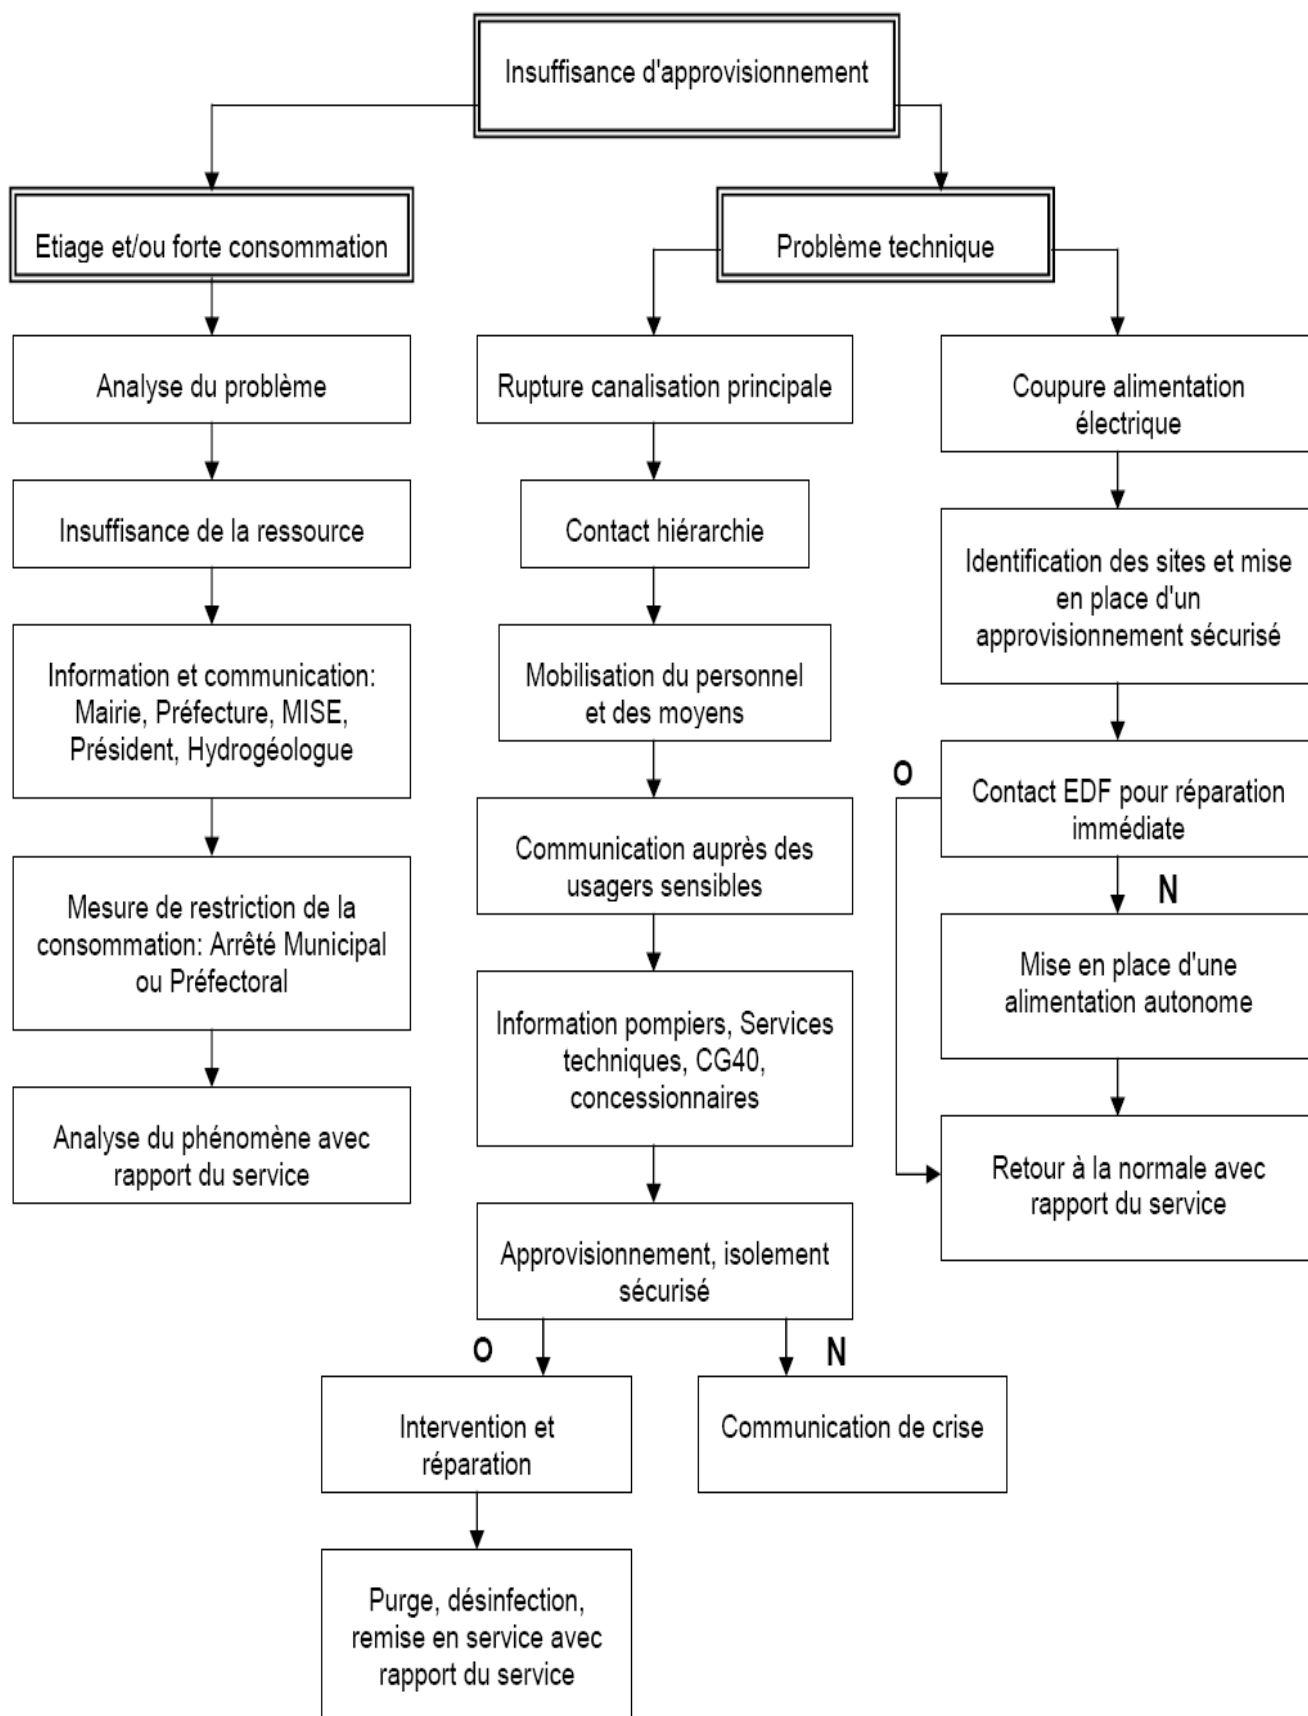 Insuffisance d'approvisionnement
Etiage et/ou forte consommation
Analyse du problème
Insuffisance de la ressource
Information et communication:
Mairie, Préfecture, MISE,
Président, Hydrogéologue
Mesure de restriction de la
consommation: Arrêté Municipal
ou Préfectoral
Analyse du phénomène avec
rapport du service
Problème technique
Rupture canalisation principale
Contact hiérarchie
Mobilisation du personnel
et des moyens
Communication auprès des
usagers sensibles
Information pompiers, Services
techniques, CG40,
concessionnaires
Approvisionnement, isolement
sécurisé
O
N
Intervention et
réparation
Communication de crise
Purge, désinfection,
remise en service avec
rapport du service
Coupure alimentation
électrique
Identification des sites et mise
en place d'un
approvisionnement sécurisé
O
Contact EDF pour réparation
immédiate
N
Mise en place d'une
alimentation autonome
Retour à la normale avec
rapport du service